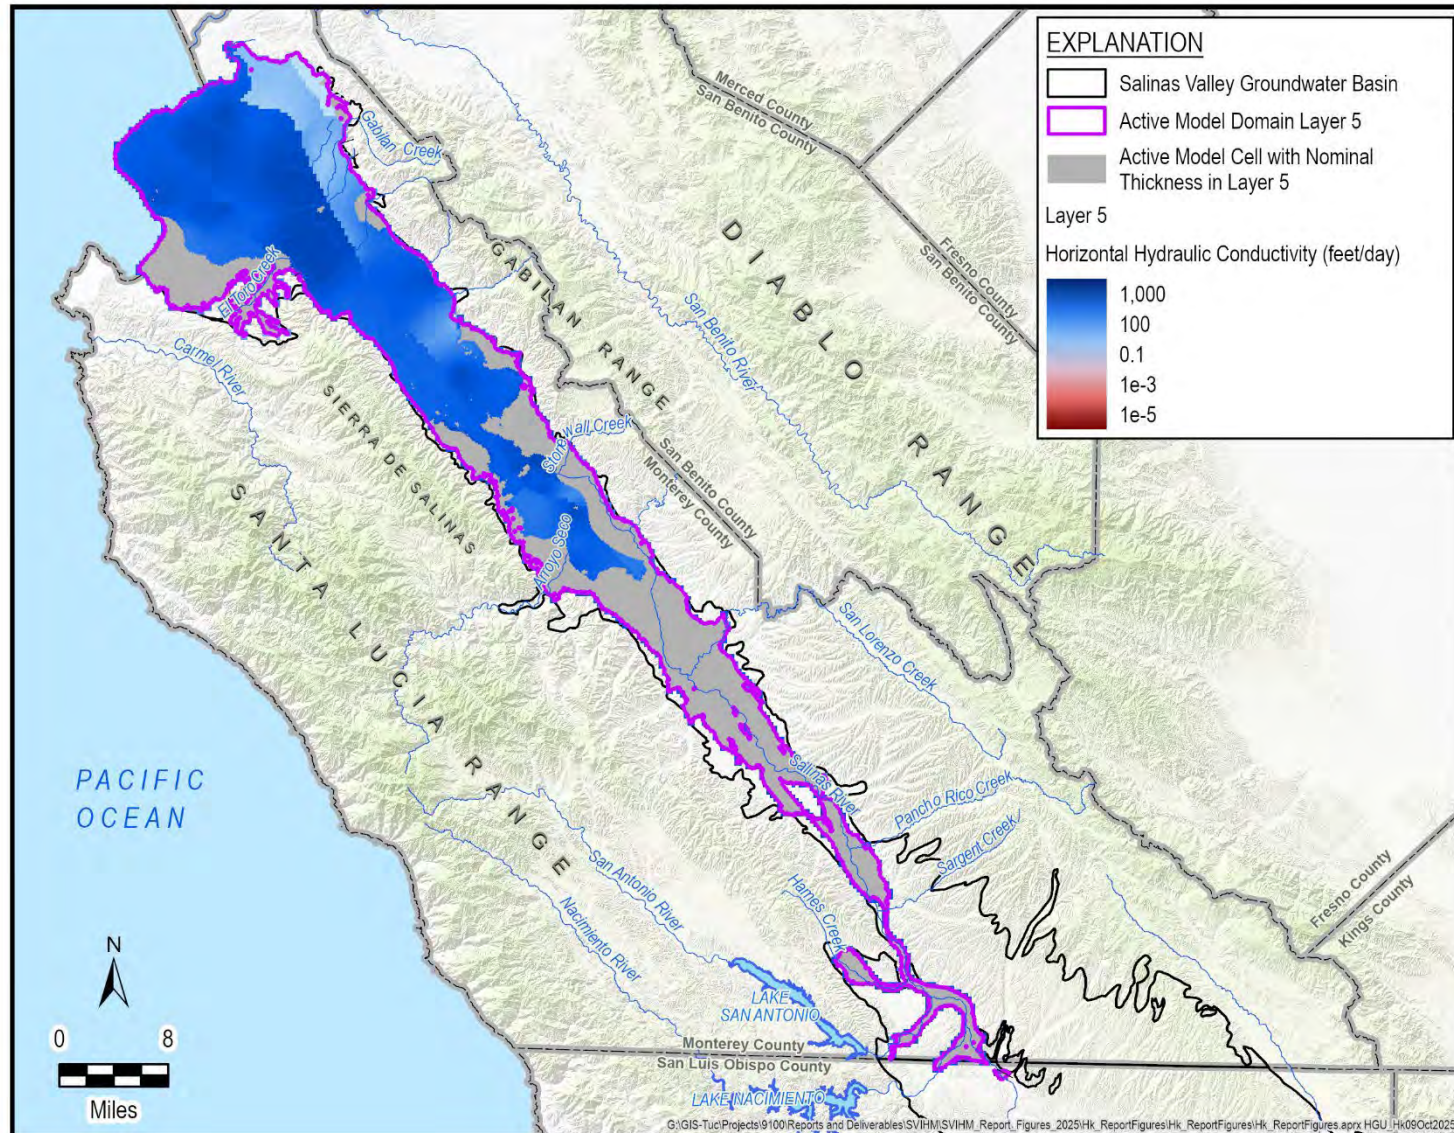 EXPLANATION
Salinas Valley Groundwater Basin
Active Model Domain Layer 5
Active Model Cell with Nominal
Thickness in Layer 5
Layer 5
Horizontal Hydraulic Conductivity (feet/day)
1,000
100
0.1
1e-3
1e-5
Merced County
San Benito County
Fresno County
San Benito County
Gabilan Creek
El Toro Creek
Carmel River
GABILAN RANGE
DIABLO RANGE
San Benito River
SIERRA DE SALINAS
SANTA LUCIA RANGE
Stonewall Creek
San Benito County
Monterey County
Arroyo Seco
San Lorenzo Creek
Salinas River
Pancho Rico Creek
Sargent Creek
Hames Creek
San Antonio River
Nacimiento River
PACIFIC
OCEAN
Fresno County
Kings County
N
0 8
Miles
LAKE
SAN ANTONIO
Monterey County
San Luis Obispo County
LAKE NACIMIENTO